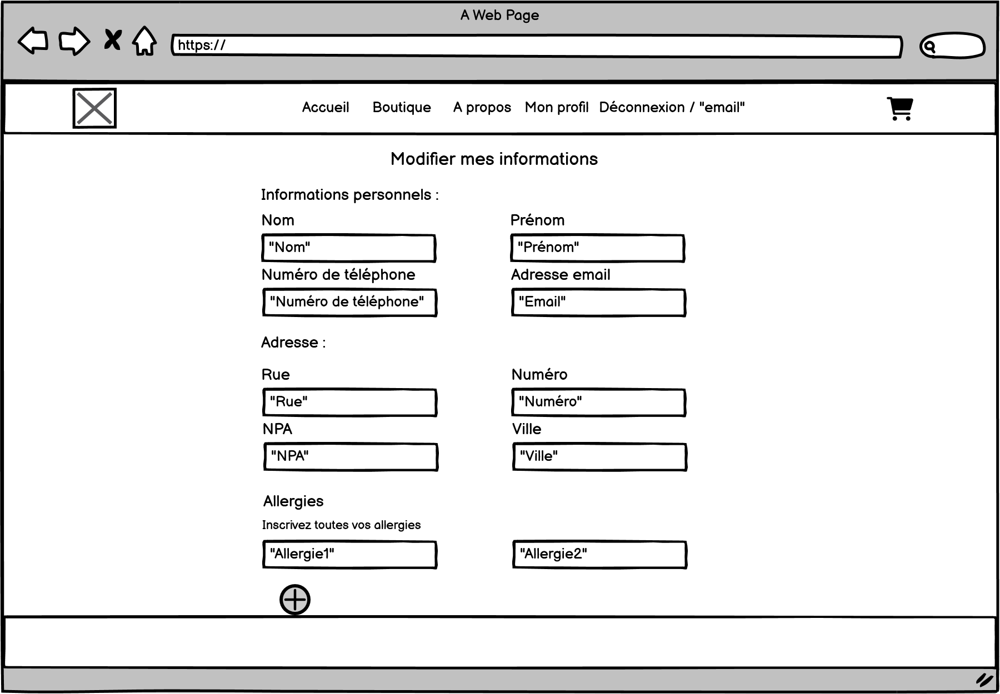 A Web Page
https://
Accueil Boutique A propos Mon profil Déconnexion / "email"
Modifier mes informations
Informations personnels :
Nom Prénom
"Nom" "Prénom"
Numéro de téléphone Adresse email
"Numéro de téléphone" "Email"
Adresse :
Rue Numéro
"Rue" "Numéro"
NPA Ville
"NPA" "Ville"
Allergies
Inscrivez toutes vos allergies
"Allergie1" "Allergie2"